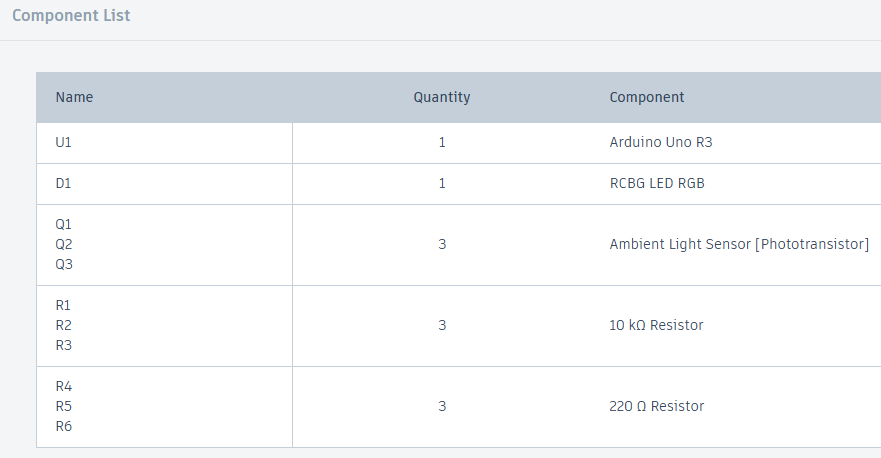 Component List
Name Quantity Component
U1 1 Arduino Uno R3
D1 1 RCBG LED RGB
Q1
Q2 3 Ambient Light Sensor [Phototransistor]
Q3
R1
R2 3 10 kΩ Resistor
R3
R4
R5 3 220 Ω Resistor
R6